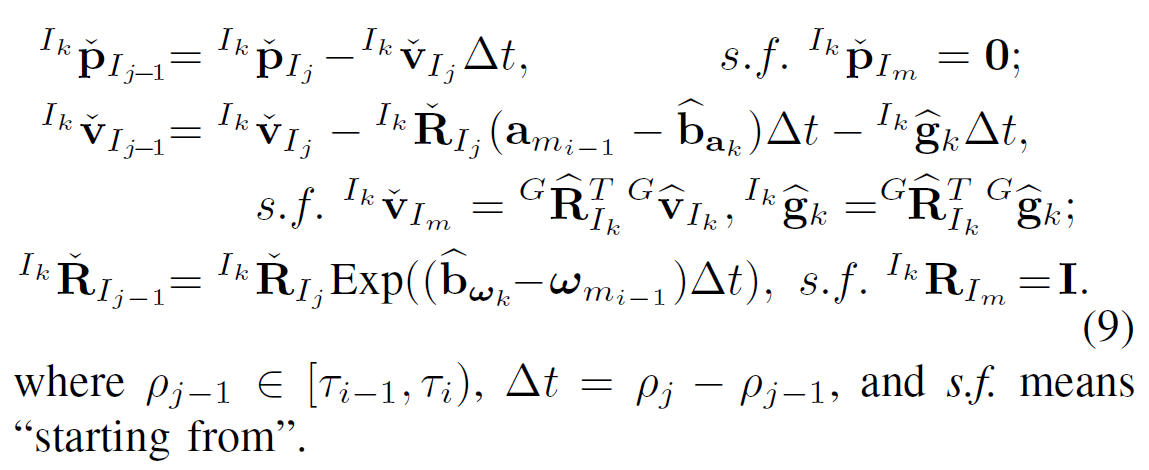 ${}^{I_k}\check{\mathbf{p}}_{I_{j-1}} = {}^{I_k}\check{\mathbf{p}}_{I_j} - {}^{I_k}\check{\mathbf{v}}_{I_j}\Delta t, \quad s.f. \; {}^{I_k}\check{\mathbf{p}}_{I_m} = \mathbf{0};$
${}^{I_k}\check{\mathbf{v}}_{I_{j-1}} = {}^{I_k}\check{\mathbf{v}}_{I_j} - {}^{I_k}\check{\mathbf{R}}_{I_j}(\mathbf{a}_{m_{i-1}} - \widehat{\mathbf{b}}_{\mathbf{a}_k})\Delta t - {}^{I_k}\widehat{\mathbf{g}}_k\Delta t,$
$s.f. \; {}^{I_k}\check{\mathbf{v}}_{I_m} = {}^{G}\widehat{\mathbf{R}}_{I_k}^{T} \, {}^{G}\widehat{\mathbf{v}}_{I_k}, {}^{I_k}\widehat{\mathbf{g}}_k = {}^{G}\widehat{\mathbf{R}}_{I_k}^{T} \, {}^{G}\widehat{\mathbf{g}}_k;$
${}^{I_k}\check{\mathbf{R}}_{I_{j-1}} = {}^{I_k}\check{\mathbf{R}}_{I_j}\mathrm{Exp}((\widehat{\mathbf{b}}_{\boldsymbol{\omega}_k} - \boldsymbol{\omega}_{m_{i-1}})\Delta t), \; s.f. \; {}^{I_k}\mathbf{R}_{I_m} = \mathbf{I}.$
(9)
where $\rho_{j-1} \in [\tau_{i-1}, \tau_i)$, $\Delta t = \rho_j - \rho_{j-1}$, and s.f. means
“starting from”.